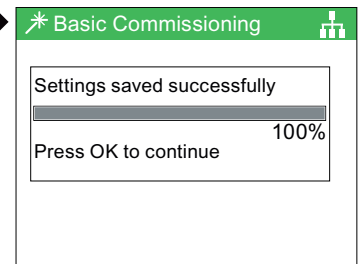 Basic Commissioning
Settings saved successfully
100%
Press OK to continue